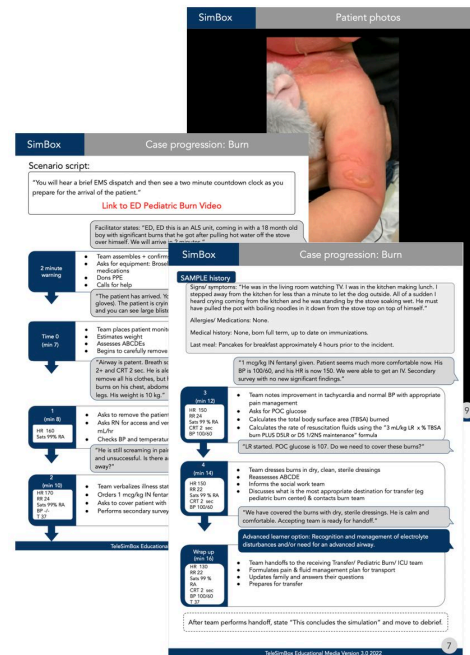 SimBox
Patient photos
SimBox
Case progression: Burn
Scenario script:
"You will hear a brief EMS dispatch and then see a two minute countdown clock as you
prepare for the arrival of the patient."
Link to ED Pediatric Burn Video
Facilitator states: "ED, ED this is an ALS unit, coming in with a 18 month old
boy with significant burns that he got after pulling hot water off the stove
over himself. We will arrive in 2 minutes."
2 minute
warning
Team assembles + confirms
Asks for equipment:
medications
Dons PPE
Calls for help
"The patient has arrived.
gloves). The patient is crying
and you can see large
Time 0
(min 7)
Team places patient
Estimates weight
Assesses ABCDEs
Begins to carefully remove
"Airway is patent. Breath
2+ and CRT 2 sec. He is
remove all his clothes, but
burns on his chest,
legs. His weight is 10 kg."
1
(min 8)
HR 160
Sats 99% RA
Asks to remove the patient
Asks RN for access and
mL/hr
Checks BP and
"He is still screaming in
and unsuccessful. Is there
away?"
2
(min 10)
HR 170
RR 24
Sats 99% RA
BP -/-
T 37
Team verbalizes illness
Orders 1 mcg/kg IN
Asks to cover patient with
Performs secondary
TeleSimBox Educational
SimBox
Case progression: Burn
SAMPLE history
Signs/ symptoms: "He was in the living room watching TV. I was in the kitchen making lunch. I
stepped away from the kitchen for less than a minute to let the dog outside. All of a sudden I
heard crying coming from the kitchen and he was standing by the stove soaking wet. He must
have pulled the pot with boiling noodles in it down from the stove top on top of himself."
Allergies/ Medications: None.
Medical history: None, born full term, up to date on immunizations.
Last meal: Pancakes for breakfast approximately 4 hours prior to the incident.
"1 mcg/kg IN fentanyl given. Patient seems much more comfortable now. His
BP is 100/60, and his HR is now 150. We were able to get an IV. Secondary
survey with no new significant findings."
3
(min 12)
HR 150
RR 24
Sats 99 % RA
CRT 2 sec
BP 100/60
Team notes improvement in tachycardia and normal BP with appropriate
pain management
Asks for POC glucose
Calculates the total body surface area (TBSA) burned
Calculates the rate of resuscitation fluids using the "3 mL/kg LR x % TBSA
burn PLUS D5LR or D5 1/2NS maintenance" formula
"LR started. POC glucose is 107. Do we need to cover these burns?"
4
(min 14)
HR 150
RR 22
Sats 99 % RA
CRT 2 sec
BP 100/60
Team dresses burns in dry, clean, sterile dressings
Reassesses ABCDE
Informs the social work team
Discusses what is the most appropriate destination for transfer (eg
pediatric burn center) & contacts burn team
"We have covered the burns with dry, sterile dressings. He is calm and
comfortable. Accepting team is ready for handoff."
Advanced learner option: Recognition and management of electrolyte
disturbances and/or need for an advanced airway.
Wrap up
(min 16)
HR 130
RR 22
Sats 99 %
RA
CRT 2 sec
BP 100/60
T 37
Team handoffs to the receiving Transfer/ Pediatric Burn/ ICU team
Formulates pain & fluid management plan for transport
Updates family and answers their questions
Prepares for transfer
After team performs handoff, state "This concludes the simulation" and move to debrief.
TeleSimBox Educational Media Version 3.0 2022
7
9